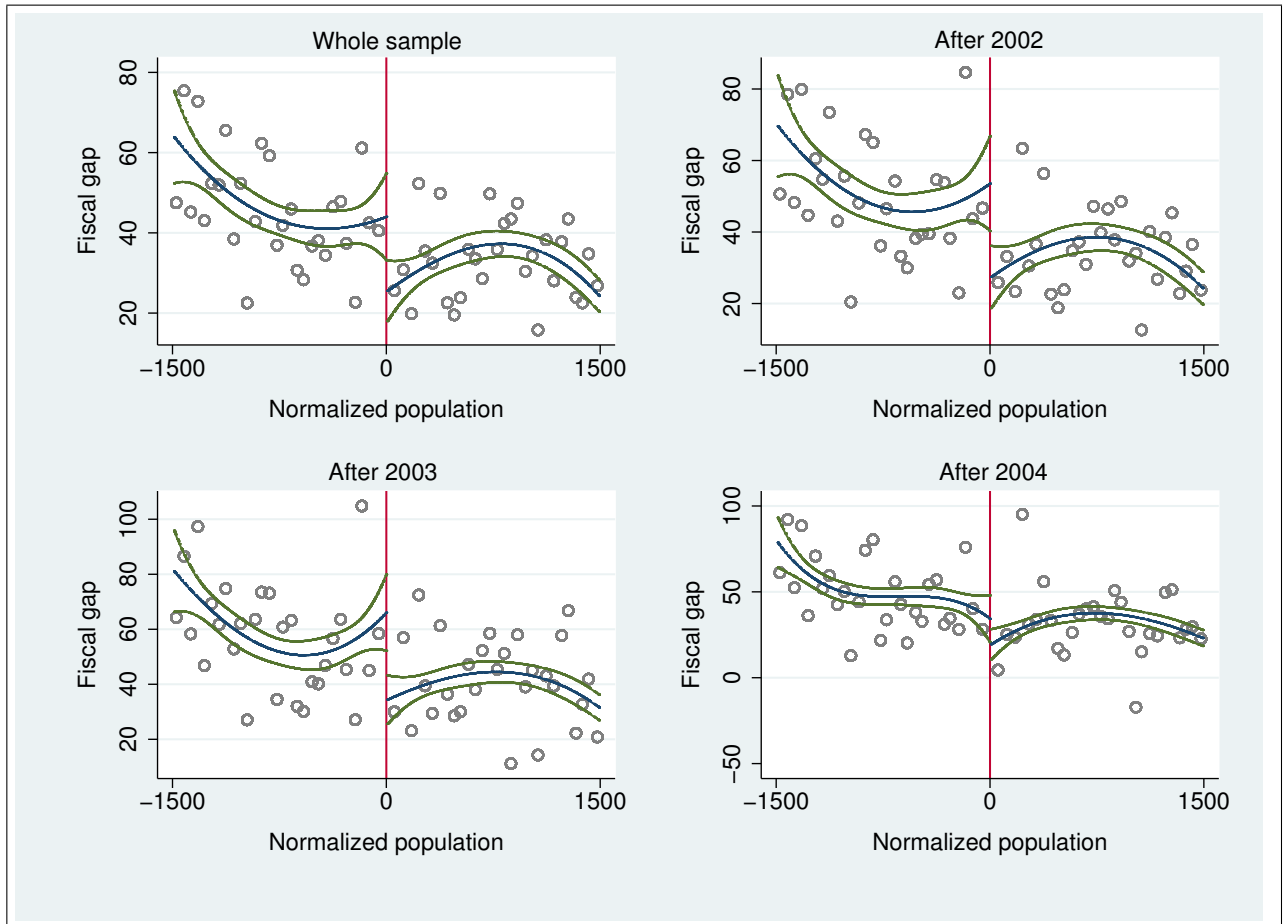 Whole sample
Fiscal gap
80
60
40
20
−1500 0 1500
Normalized population
After 2002
Fiscal gap
80
60
40
20
−1500 0 1500
Normalized population
After 2003
Fiscal gap
100
80
60
40
20
−1500 0 1500
Normalized population
After 2004
Fiscal gap
100
50
0
−50
−1500 0 1500
Normalized population